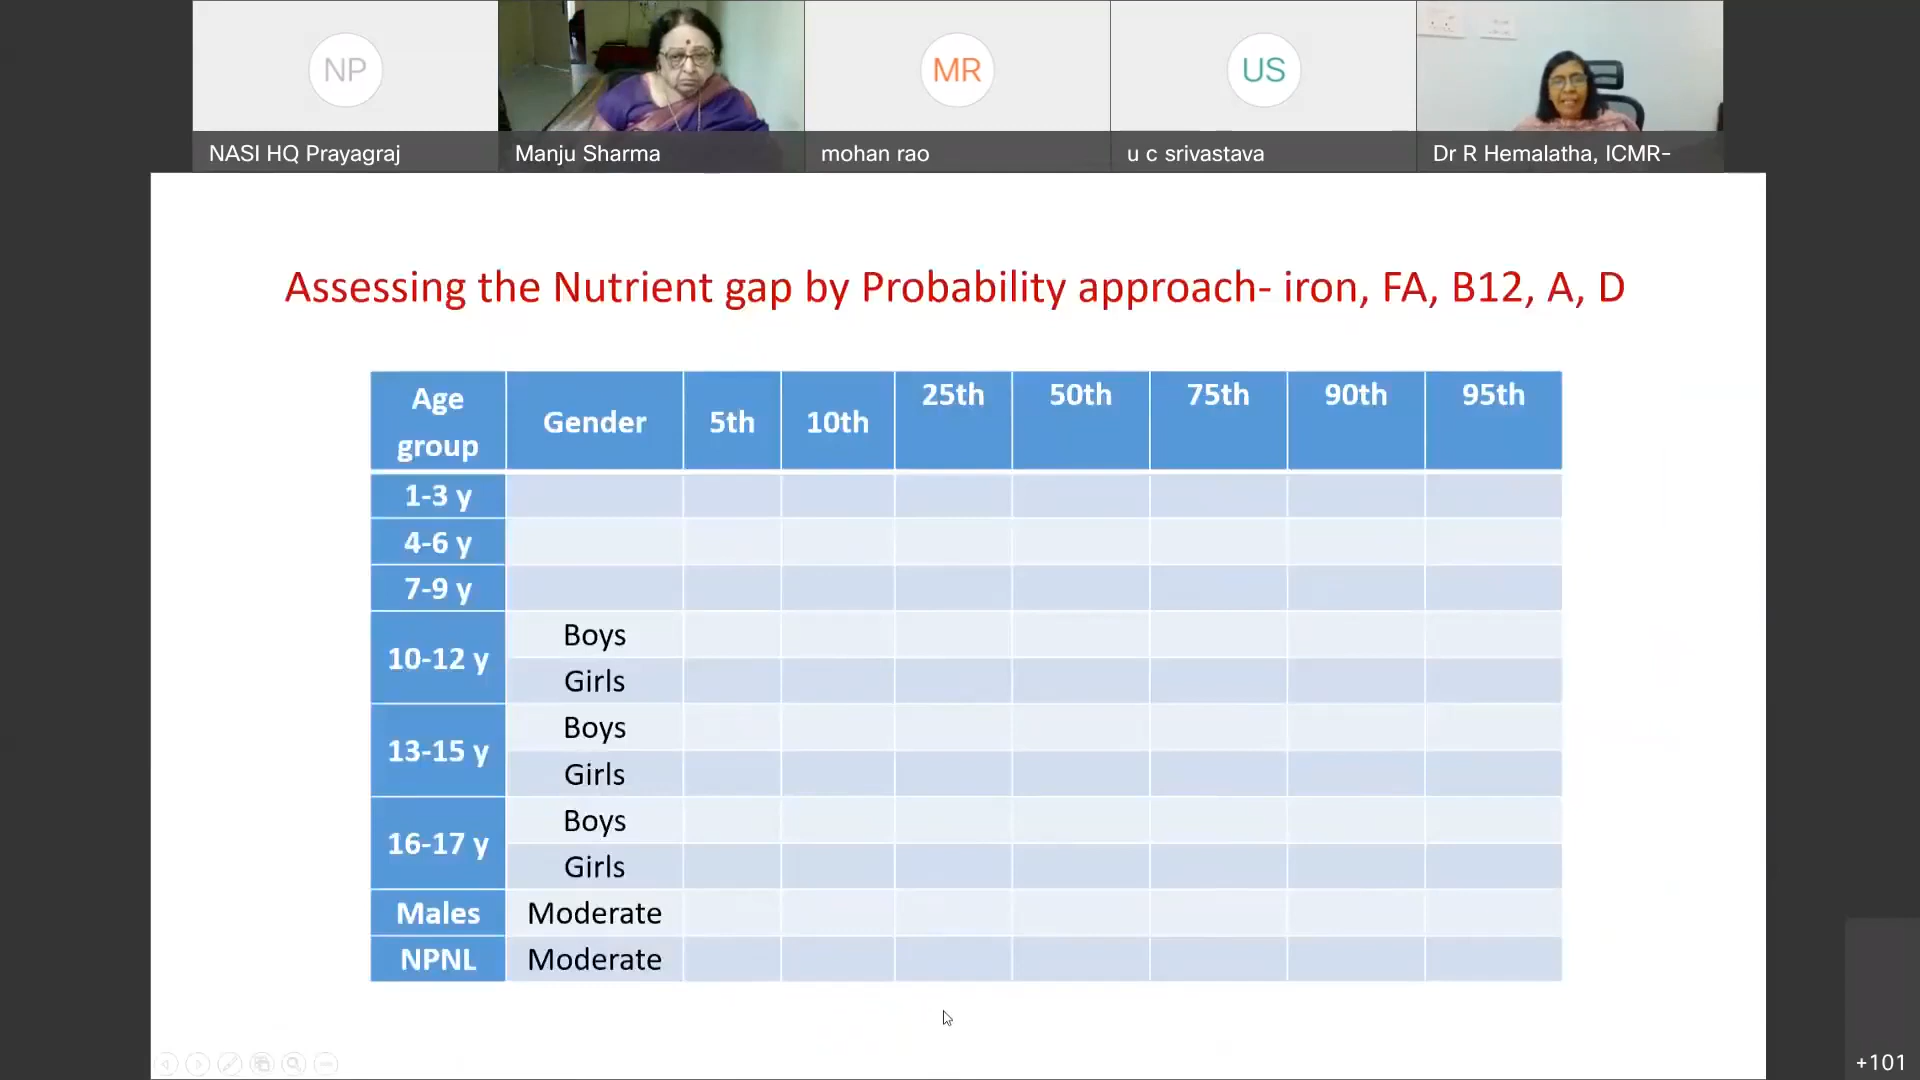 NP
MR
US
NASI HQ Prayagraj
Manju Sharma
mohan rao
u c srivastava
Dr R Hemalatha, ICMR-
Assessing the Nutrient gap by Probability approach- iron, FA, B12, A, D
Age group Gender 5th 10th 25th 50th 75th 90th 95th
1-3 y
4-6 y
7-9 y
10-12 y Boys
Girls
13-15 y Boys
Girls
16-17 y Boys
Girls
Males Moderate
NPNL Moderate
+101